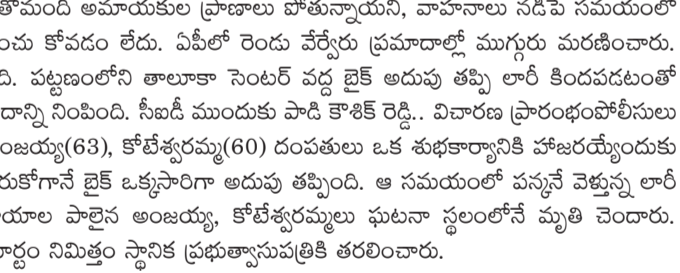 తోమంది అమాయకుల ప్రాణాలు పోతున్నాయని, వాహనాలు నడిపే సమయంలో
ంచు కోవడం లేదు. ఏపీలో రెండు వేర్వేరు ప్రమాదాల్లో ముగ్గురు మరణించారు.
ది. పట్టణంలోని తాలూకా సెంటర్ వద్ద బైక్ అదుపు తప్పి లారీ కిందపడటంతో
దాన్ని నింపింది. సీఐడీ ముందుకు పాడి కౌశిక్ రెడ్డి.. విచారణ ప్రారంభంపోలీసులు
ంజయ్య(63), కోటేశ్వరమ్మ(60) దంపతులు ఒక శుభకార్యానికి హాజరయ్యేందుకు
రుకోగానే బైక్ ఒక్కసారిగా అదుపు తప్పింది. ఆ సమయంలో పన్కనే వెళ్తున్న లారీ
యాల పాలైన అంజయ్య, కోటేశ్వరమ్మలు ఘటనా స్థలంలోనే మృతి చెందారు.
ార్టం నిమిత్తం స్థానిక ప్రభుత్వాసుపత్రికి తరలించారు.